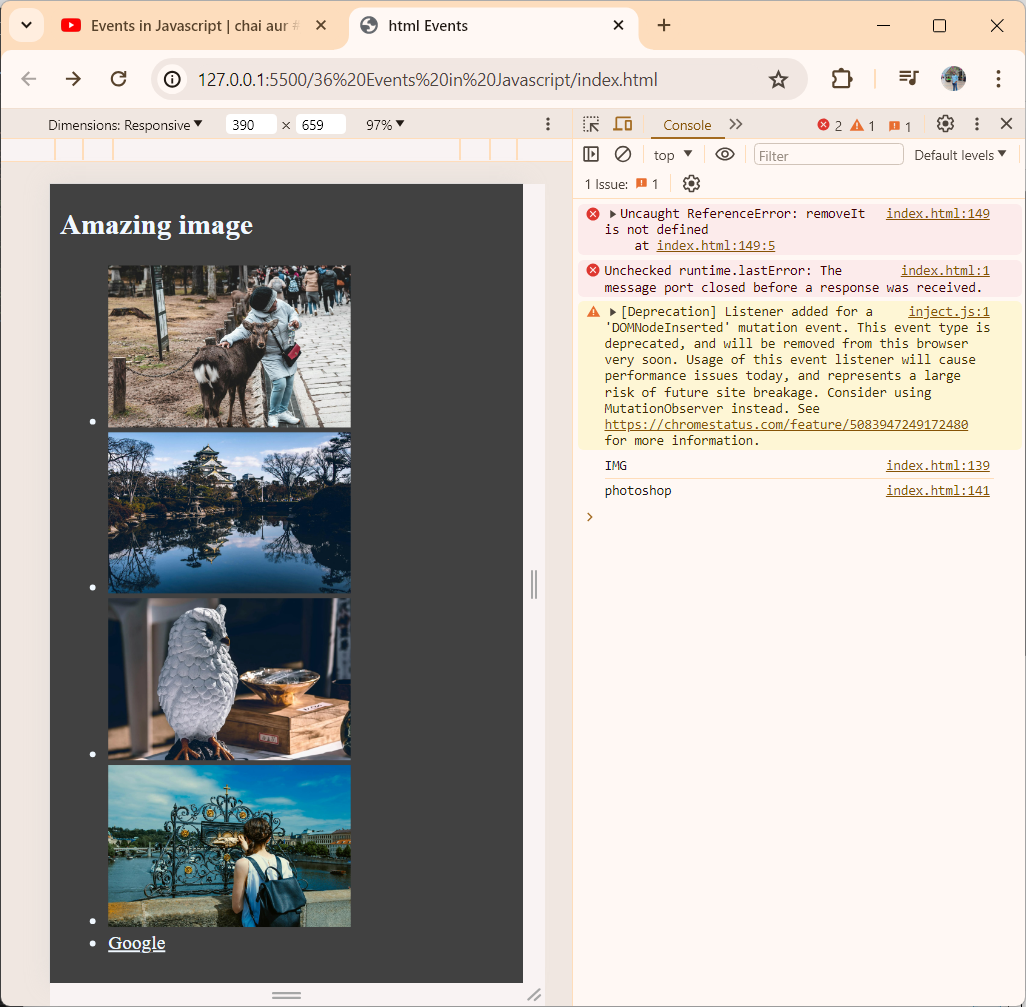 Events in Javascript | chai aur #
html Events
127.0.0.1:5500/36%20Events%20in%20Javascript/index.html
Dimensions: Responsive
390
×
659
97%
Console
2
1
1
top
Filter
Default levels
1 Issue:
1
Amazing image
Google
Uncaught ReferenceError: removeIt index.html:149
is not defined
at index.html:149:5
Unchecked runtime.lastError: The index.html:1
message port closed before a response was received.
[Deprecation] Listener added for a inject.js:1
'DOMNodeInserted' mutation event. This event type is
deprecated, and will be removed from this browser
very soon. Usage of this event listener will cause
performance issues today, and represents a large
risk of future site breakage. Consider using
MutationObserver instead. See
https://chromestatus.com/feature/5083947249172480
for more information.
IMG index.html:139
photoshop index.html:141